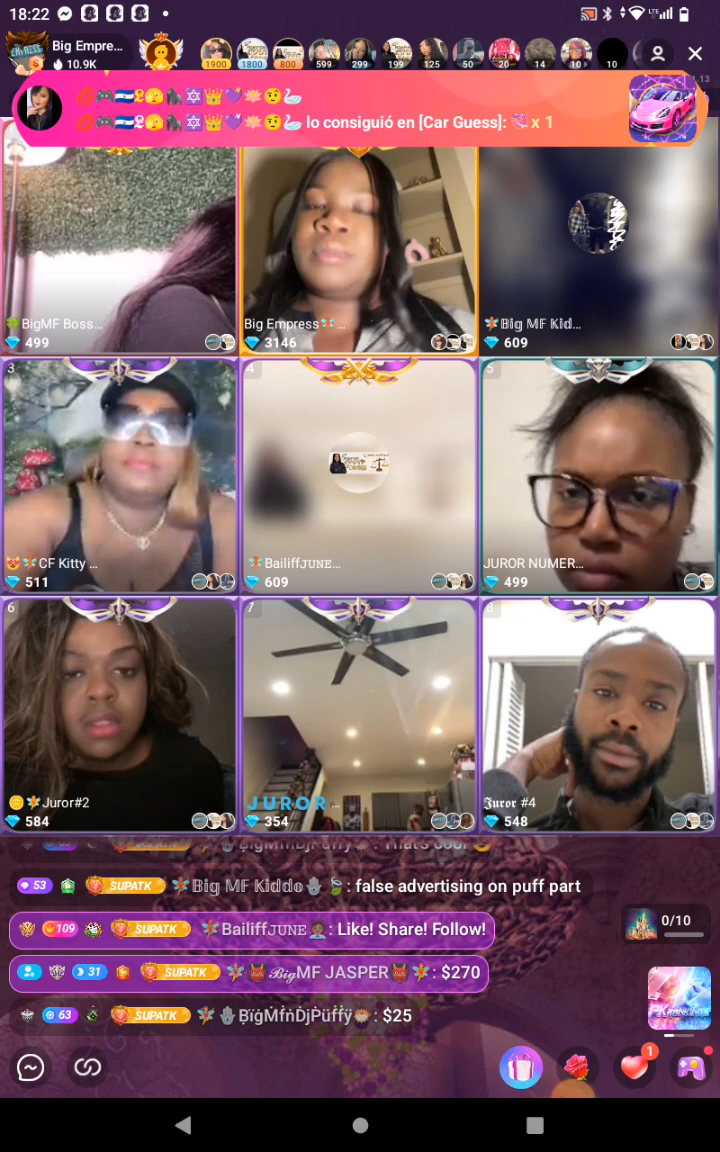 18:22
LTE
Big Empre...
10.9K
1900
1800
800
599
299
199
125
50
20
14
10
10
lo consiguió en [Car Guess]: x 1
BigMF Boss...
499
Big Empress...
3146
𝔹𝕚𝕘 𝕄𝔽 𝕂𝕚𝕕...
609
3
CF Kitty ...
511
4
Bailiffᴊᴜɴᴇ...
609
5
JUROR NUMER...
499
6
Juror#2
584
7
JUROR ...
354
8
𝕵𝖚𝖗𝖔𝖗 #4
548
53 SUPATK 𝔹𝕚𝕘 𝕄𝔽 𝕂𝕚𝕕𝕕𝕠 : false advertising on puff part
109 SUPATK Bailiffᴊᴜɴᴇ : Like! Share! Follow!
0/10
31 SUPATK 𝓑𝓲𝓰MF JASPER : $270
63 SUPATK BïġMḟṅḊjṖüḟḟÿ : $25
1